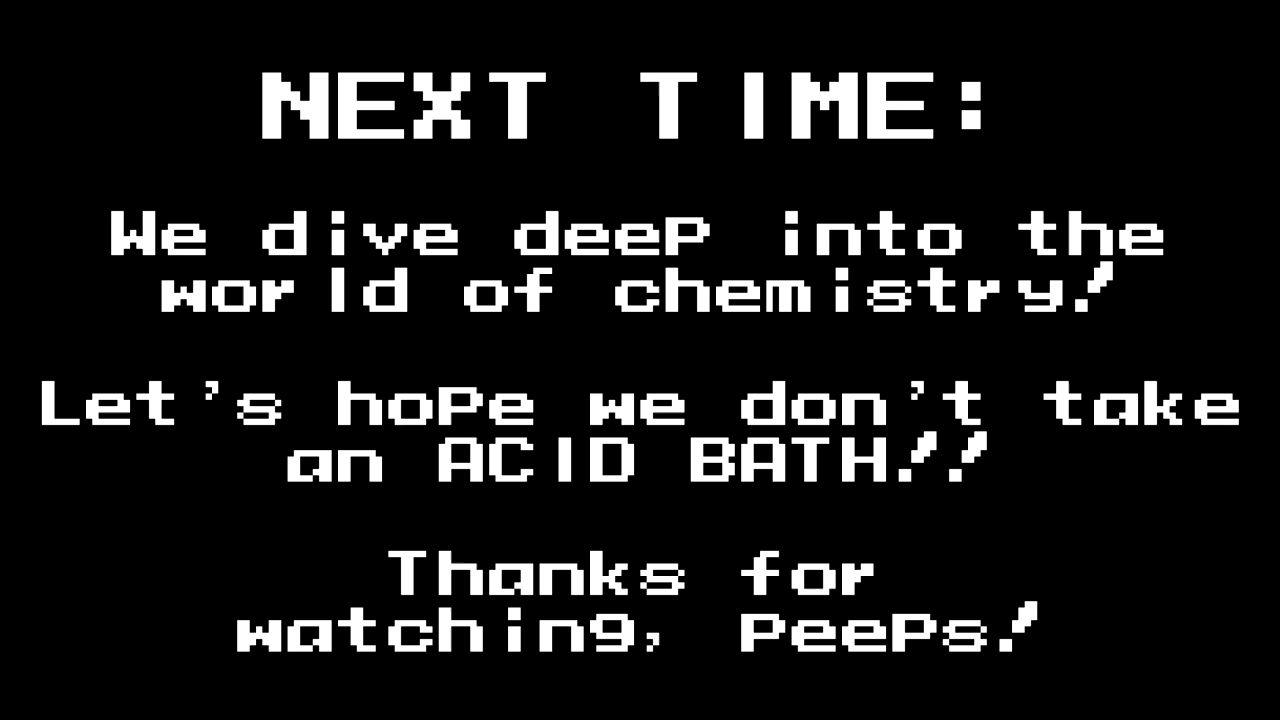 NEXT TIME:
We dive deep into the
world of chemistry!
Let's hope we don't take
an ACID BATH!!
Thanks for
watching, peeps!